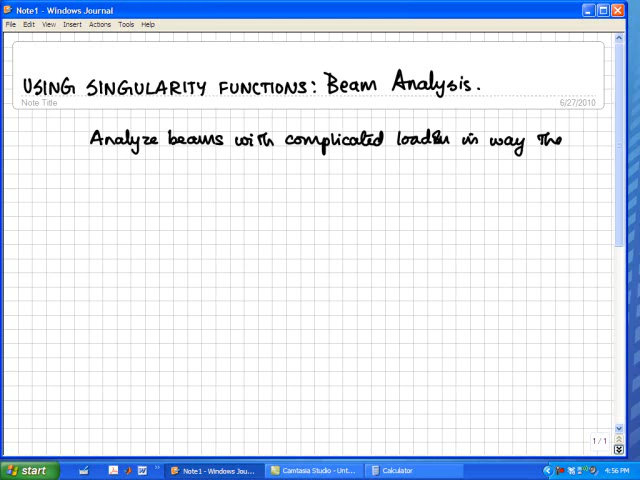 Note1 - Windows Journal
File Edit View Insert Actions Tools Help
USING SINGULARITY FUNCTIONS: Beam Analysis.
Note Title
6/27/2010
Analyze beams with complicated in way the
1 / 1
start
Note1 - Windows Jou...
Camtasia Studio - Unt...
Calculator
4:56 PM